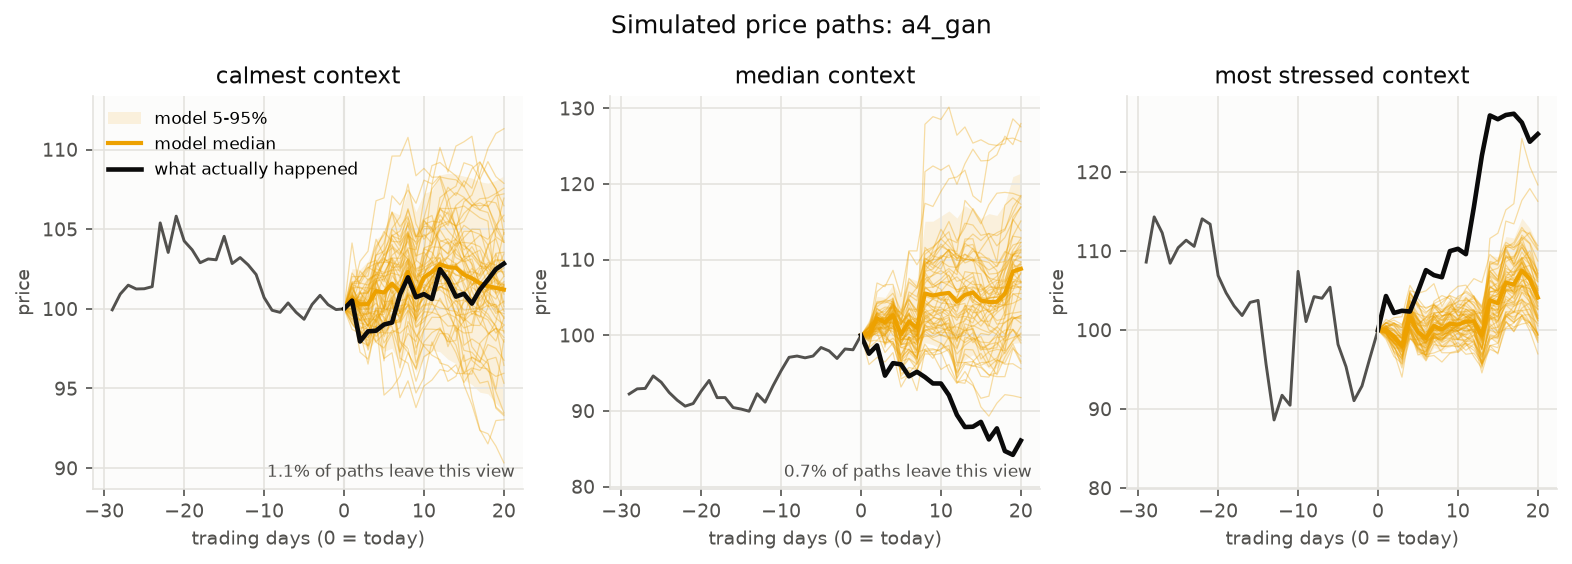 Simulated price paths: a4_gan
calmest context
median context
most stressed context
model 5-95%
model median
what actually happened
110
105
100
95
90
price
1.1% of paths leave this view
−30
−20
−10
0
10
20
trading days (0 = today)
130
120
110
100
90
80
price
0.7% of paths leave this view
−30
−20
−10
0
10
20
trading days (0 = today)
120
110
100
90
80
price
−30
−20
−10
0
10
20
trading days (0 = today)